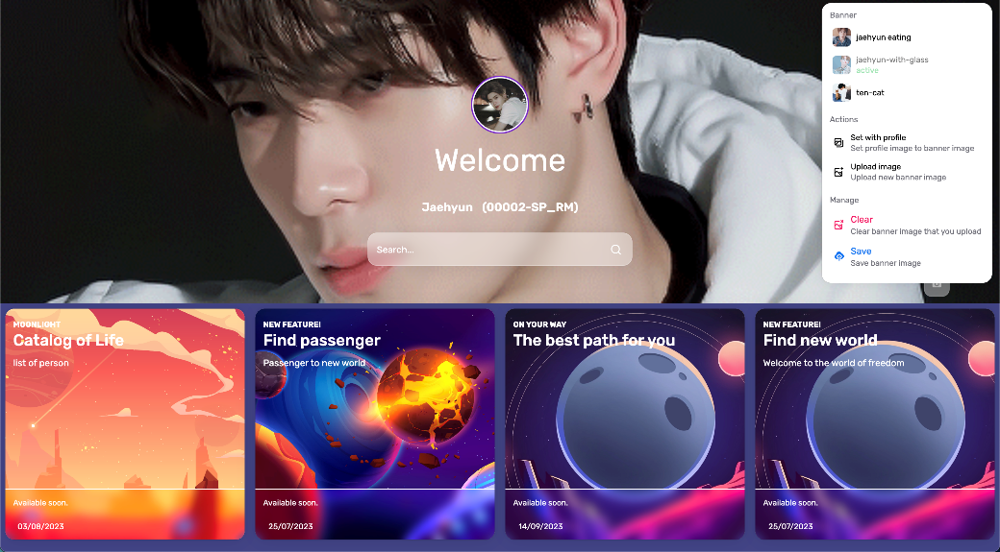 Welcome
Jaehyun (00002-SP_RM)
Search...
Banner
jaehyun eating
jaehyun-with-glass
active
ten-cat
Actions
Set with profile
Set profile image to banner image
Upload image
Upload new banner image
Manage
Clear
Clear banner image that you upload
Save
Save banner image
MOONLIGHT
Catalog of Life
list of person
Available soon.
03/08/2023
NEW FEATURE!
Find passenger
Passenger to new world
Available soon.
25/07/2023
ON YOUR WAY
The best path for you
Available soon.
14/09/2023
NEW FEATURE!
Find new world
Welcome to the world of freedom
Available soon.
25/07/2023